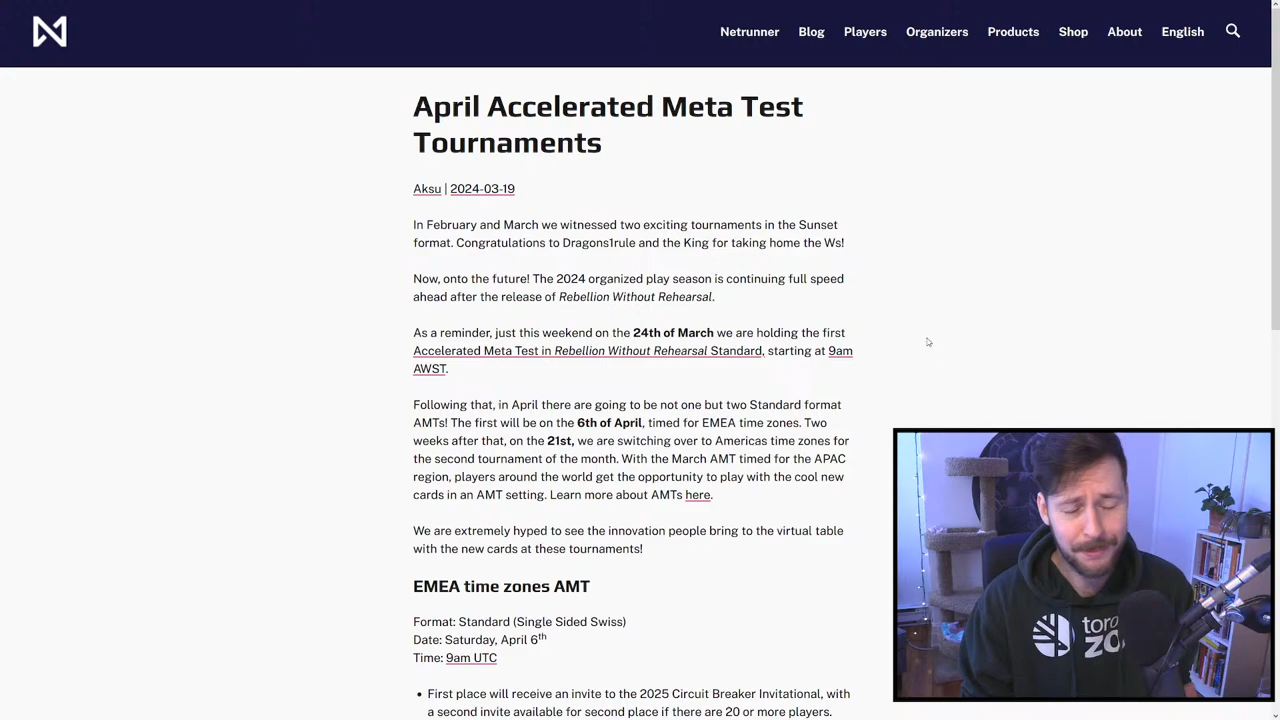 Netrunner Blog Players Organizers Products Shop About English
April Accelerated Meta Test
Tournaments
Aksu | 2024-03-19
In February and March we witnessed two exciting tournaments in the Sunset
format. Congratulations to Dragons1rule and the King for taking home the Ws!
Now, onto the future! The 2024 organized play season is continuing full speed
ahead after the release of Rebellion Without Rehearsal.
As a reminder, just this weekend on the 24th of March we are holding the first
Accelerated Meta Test in Rebellion Without Rehearsal Standard, starting at 9am
AWST.
Following that, in April there are going to be not one but two Standard format
AMTs! The first will be on the 6th of April, timed for EMEA time zones. Two
weeks after that, on the 21st, we are switching over to Americas time zones for
the second tournament of the month. With the March AMT timed for the APAC
region, players around the world get the opportunity to play with the cool new
cards in an AMT setting. Learn more about AMTs here.
We are extremely hyped to see the innovation people bring to the virtual table
with the new cards at these tournaments!
EMEA time zones AMT
Format: Standard (Single Sided Swiss)
Date: Saturday, April 6th
Time: 9am UTC
• First place will receive an invite to the 2025 Circuit Breaker Invitational, with
a second invite available for second place if there are 20 or more players.